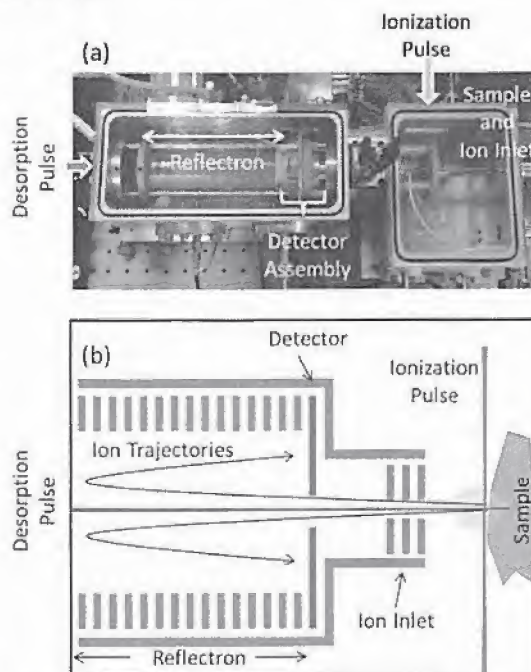 Ionization
Pulse
(a)
Sample
and
Ion Inlet
Desorption
Pulse
Reflectron
Detector
Assembly
(b)
Detector
Ionization
Pulse
Ion Trajectories
Desorption
Pulse
Sample
Ion Inlet
Reflectron